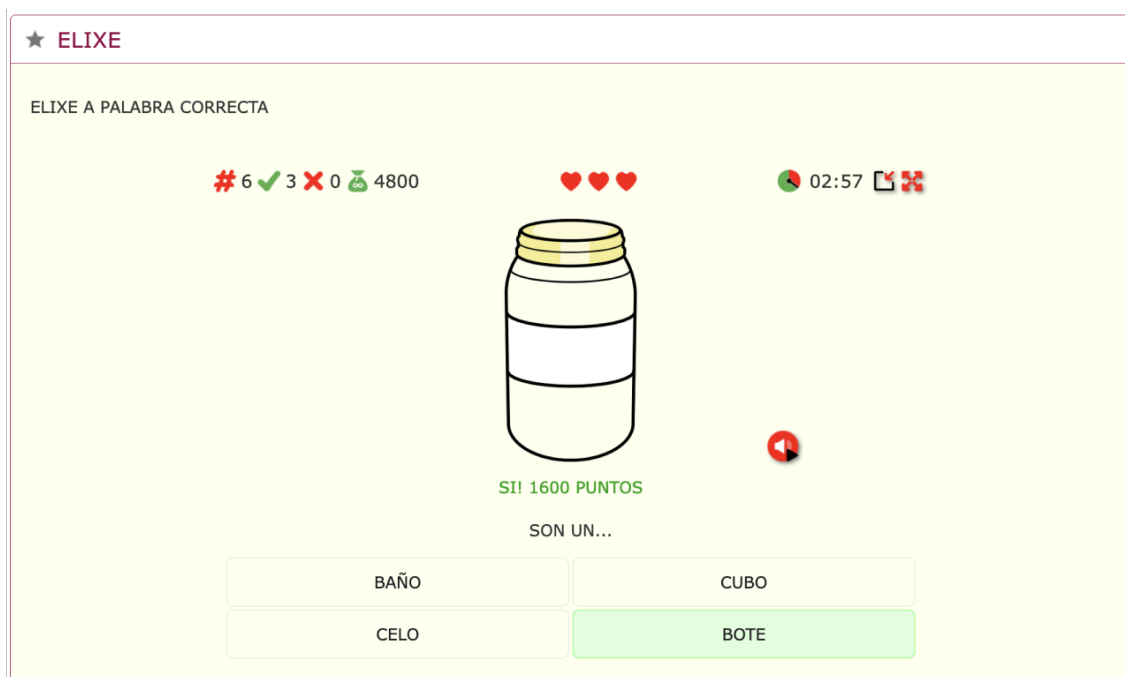 ELIXE
ELIXE A PALABRA CORRECTA
6 3 0 4800 02:57
SI! 1600 PUNTOS
SON UN...
BAÑO CUBO
CELO BOTE